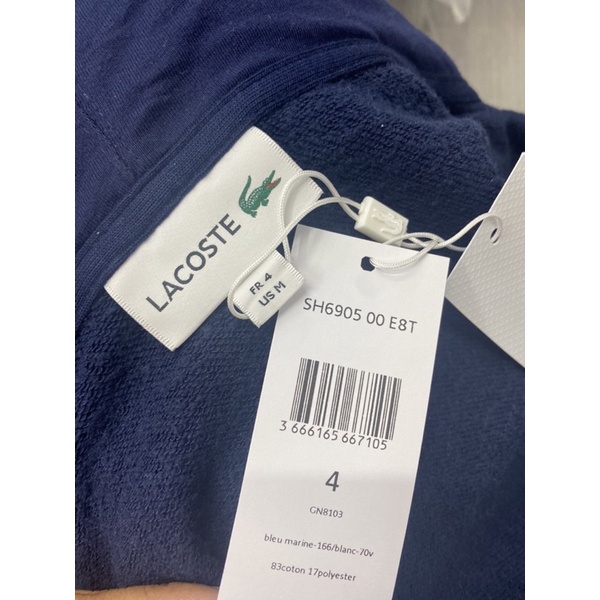 LACOSTE
FR 4
US M
SH6905 00 E8T
3 666165 667105
4
GN8103
bleu marine-166/blanc-70v
83coton 17polyester